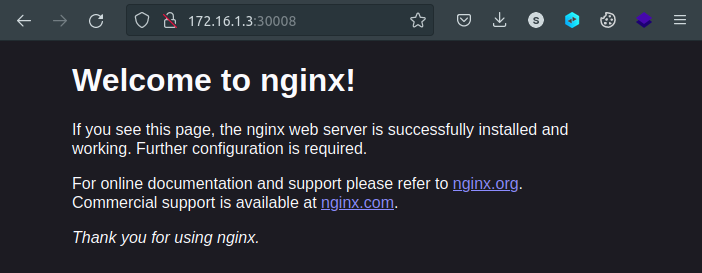 172.16.1.3:30008
S
Welcome to nginx!
If you see this page, the nginx web server is successfully installed and
working. Further configuration is required.
For online documentation and support please refer to nginx.org.
Commercial support is available at nginx.com.
Thank you for using nginx.